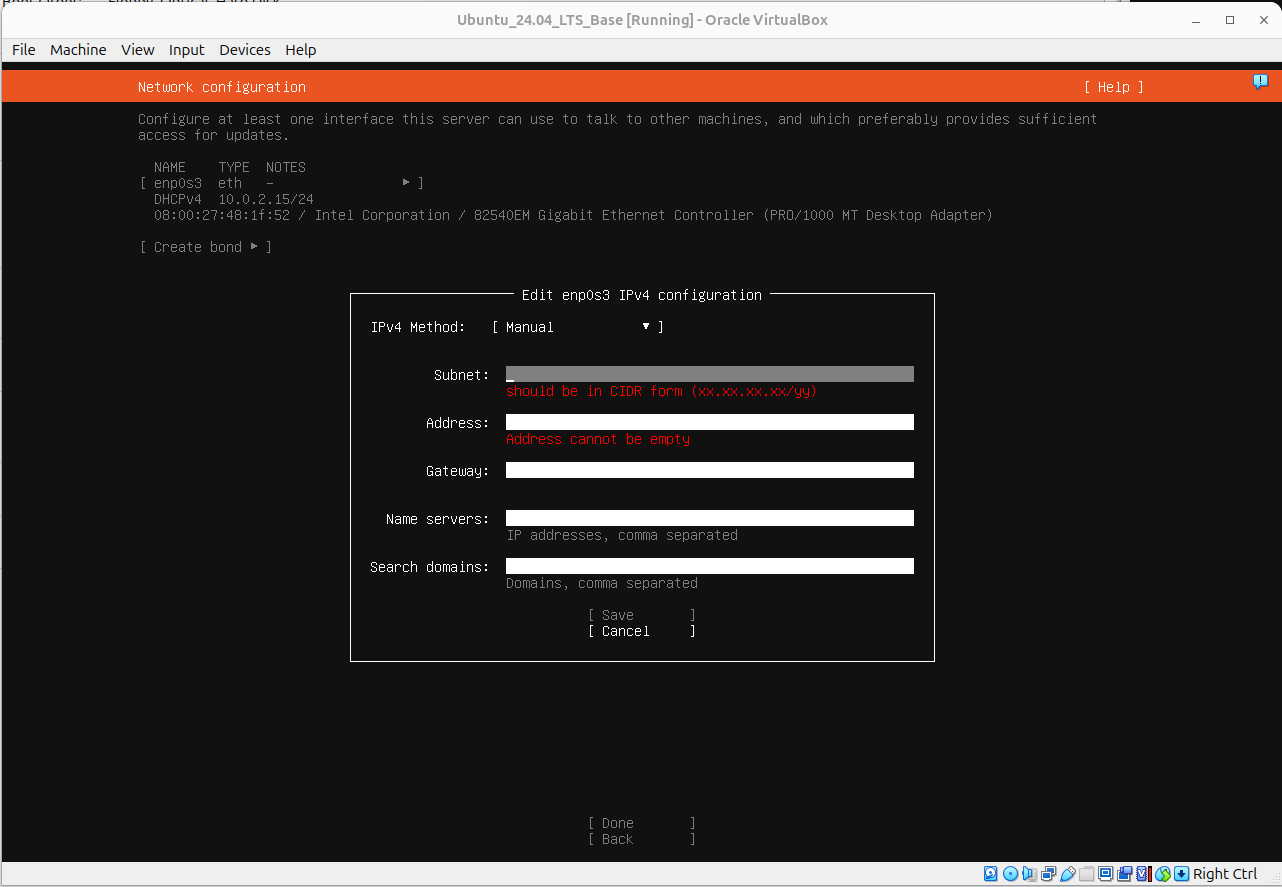 Ubuntu_24.04_LTS_Base [Running] - Oracle VirtualBox
File Machine View Input Devices Help
Network configuration [ Help ]
Configure at least one interface this server can use to talk to other machines, and which preferably provides sufficient
access for updates.
NAME TYPE NOTES
[ enp0s3 eth – ▸ ]
DHCPv4 10.0.2.15/24
08:00:27:48:1f:52 / Intel Corporation / 82540EM Gigabit Ethernet Controller (PRO/1000 MT Desktop Adapter)
[ Create bond ▸ ]
Edit enp0s3 IPv4 configuration
IPv4 Method: [ Manual ▾ ]
Subnet:
should be in CIDR form (xx.xx.xx.xx/yy)
Address:
Address cannot be empty
Gateway:
Name servers:
IP addresses, comma separated
Search domains:
Domains, comma separated
[ Save ]
[ Cancel ]
[ Done ]
[ Back ]
Right Ctrl